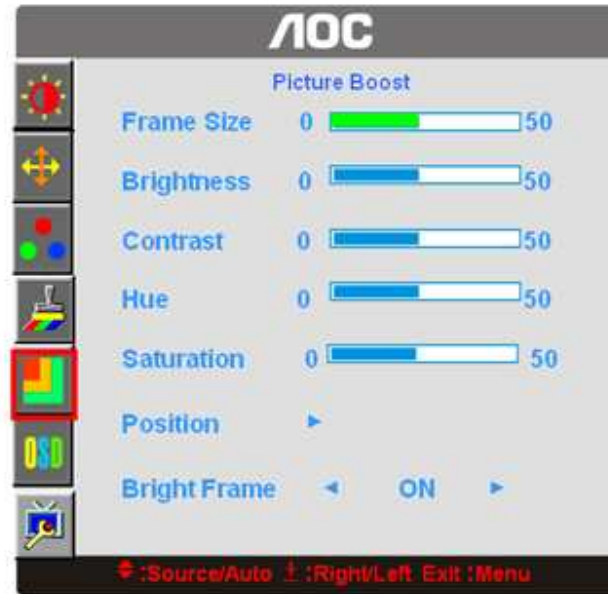 AOC
Picture Boost
Frame Size 0 50
Brightness 0 50
Contrast 0 50
Hue 0 50
Saturation 0 50
Position
OSD
Bright Frame ON
:Source/Auto ± :Right/Left Exit :Menu